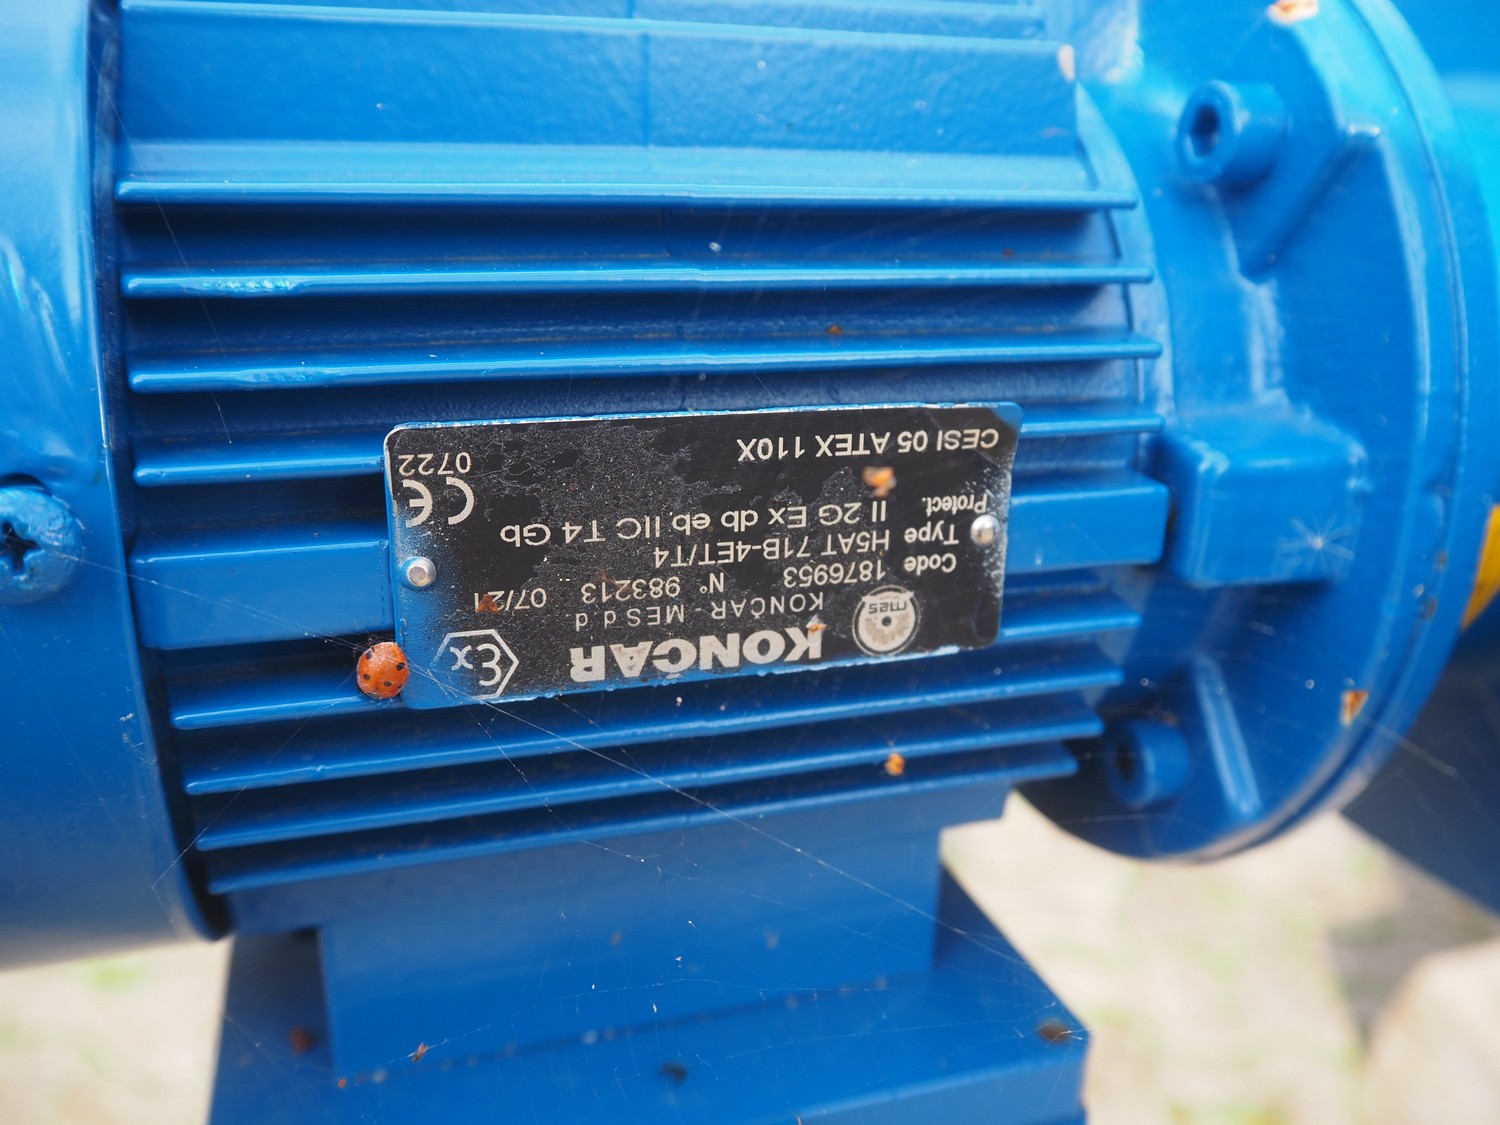 Ex
KONČAR
mes
KONČAR - MES d d
Code 1876953 N° 983213 07/21
Type H5AT 71B-4ET/T4
Protect. II 2G Ex db eb IIC T4 Gb
CE
CESI 05 ATEX 110X 0722